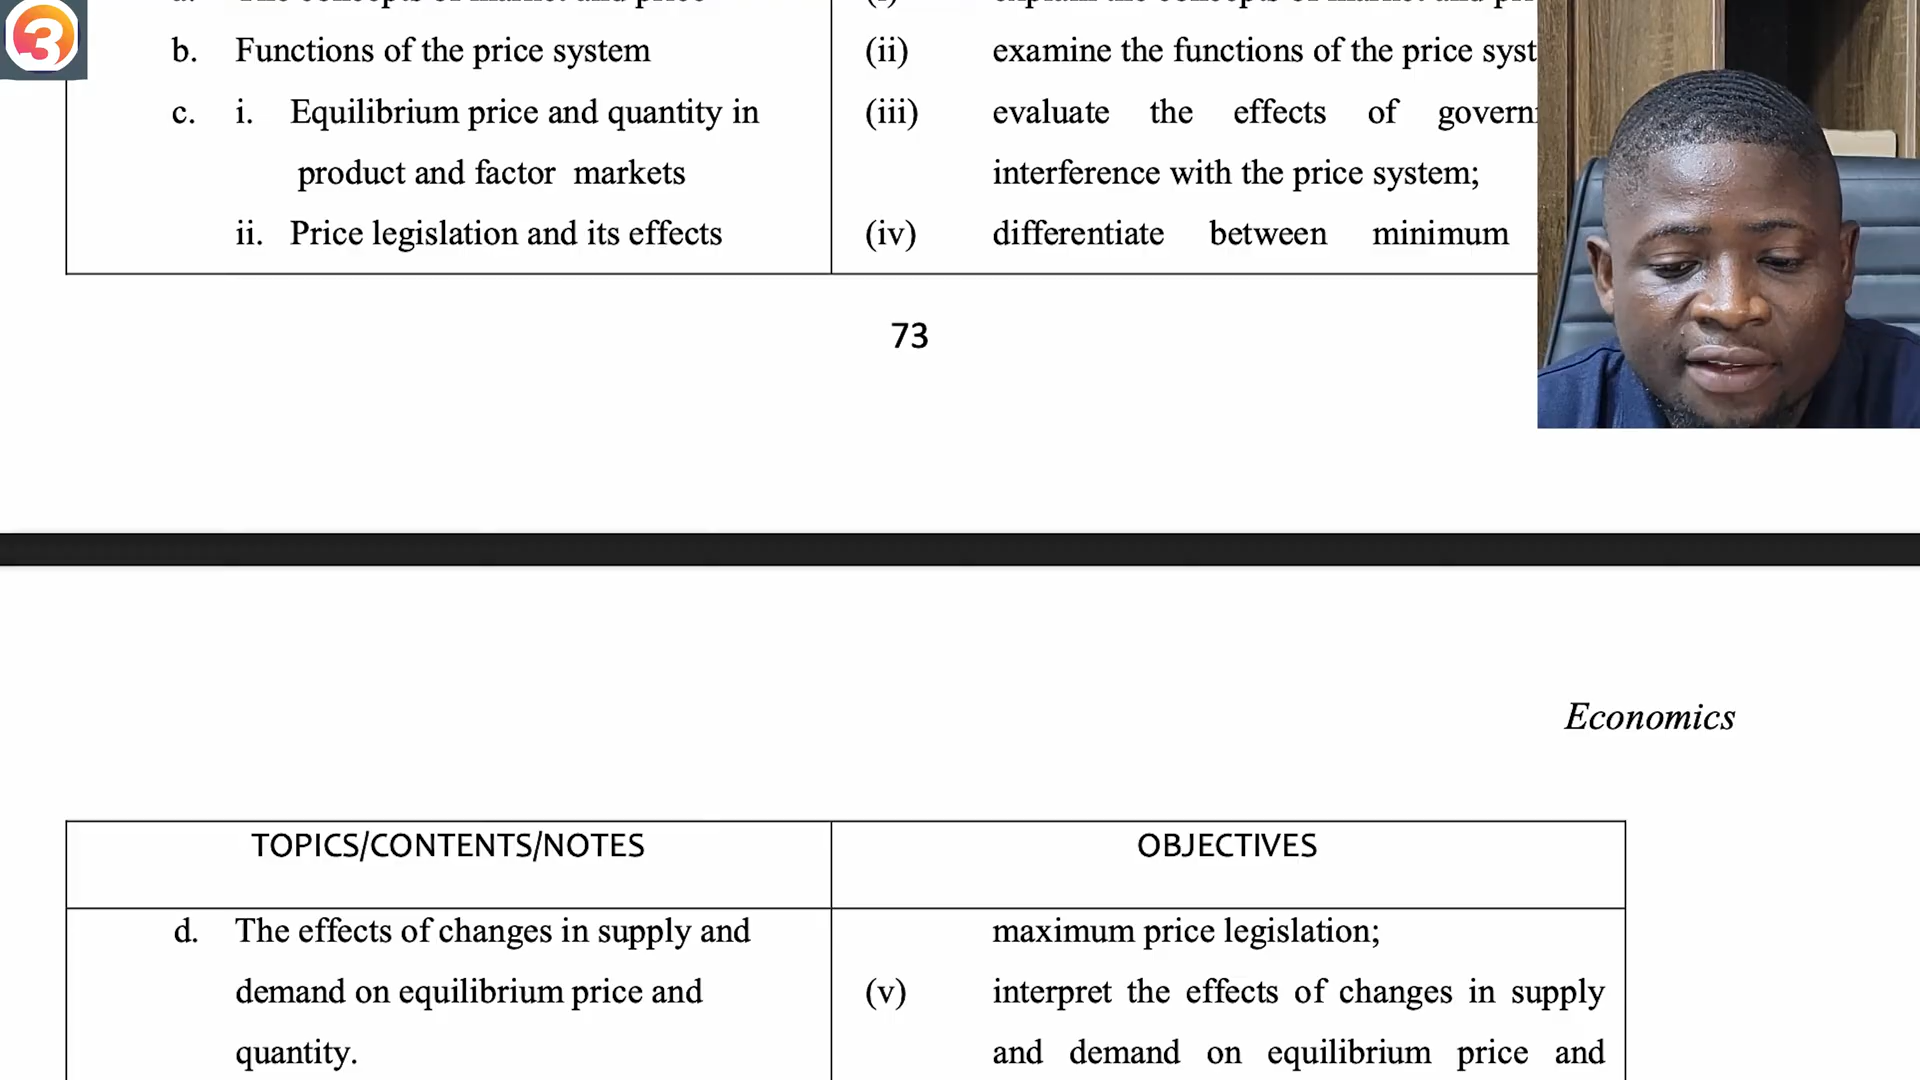 3
b. Functions of the price system
c. i. Equilibrium price and quantity in
product and factor markets
ii. Price legislation and its effects
(ii) examine the functions of the price syst
(iii) evaluate the effects of govern
interference with the price system;
(iv) differentiate between minimum
73
Economics
TOPICS/CONTENTS/NOTES
OBJECTIVES
d. The effects of changes in supply and
demand on equilibrium price and
quantity.
maximum price legislation;
(v) interpret the effects of changes in supply
and demand on equilibrium price and